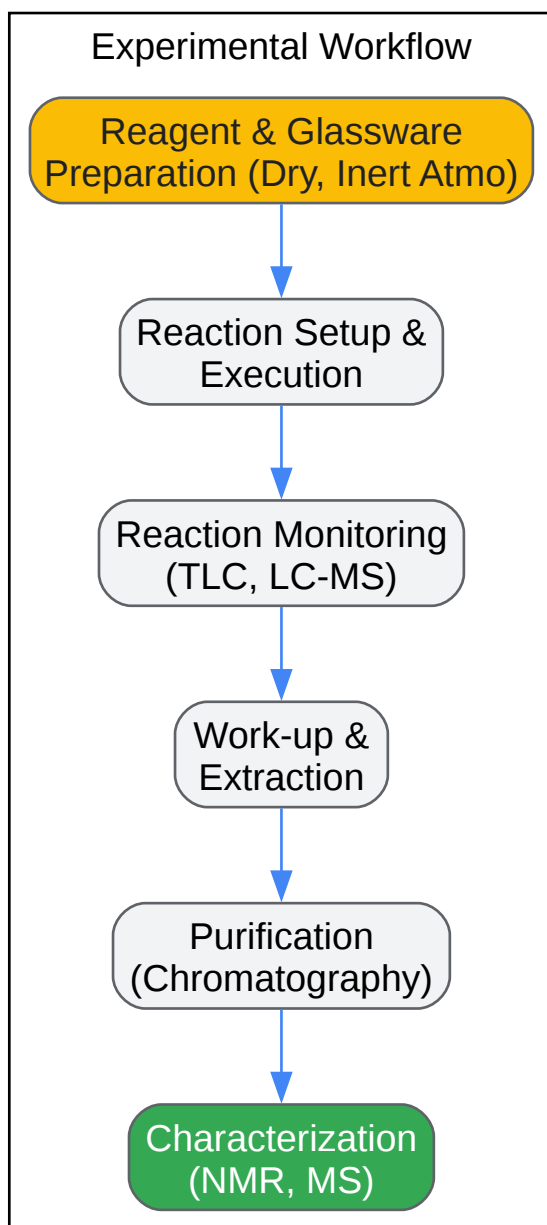 Experimental Workflow
Reagent & Glassware
Preparation (Dry, Inert Atmo)
Reaction Setup &
Execution
Reaction Monitoring
(TLC, LC-MS)
Work-up &
Extraction
Purification
(Chromatography)
Characterization
(NMR, MS)